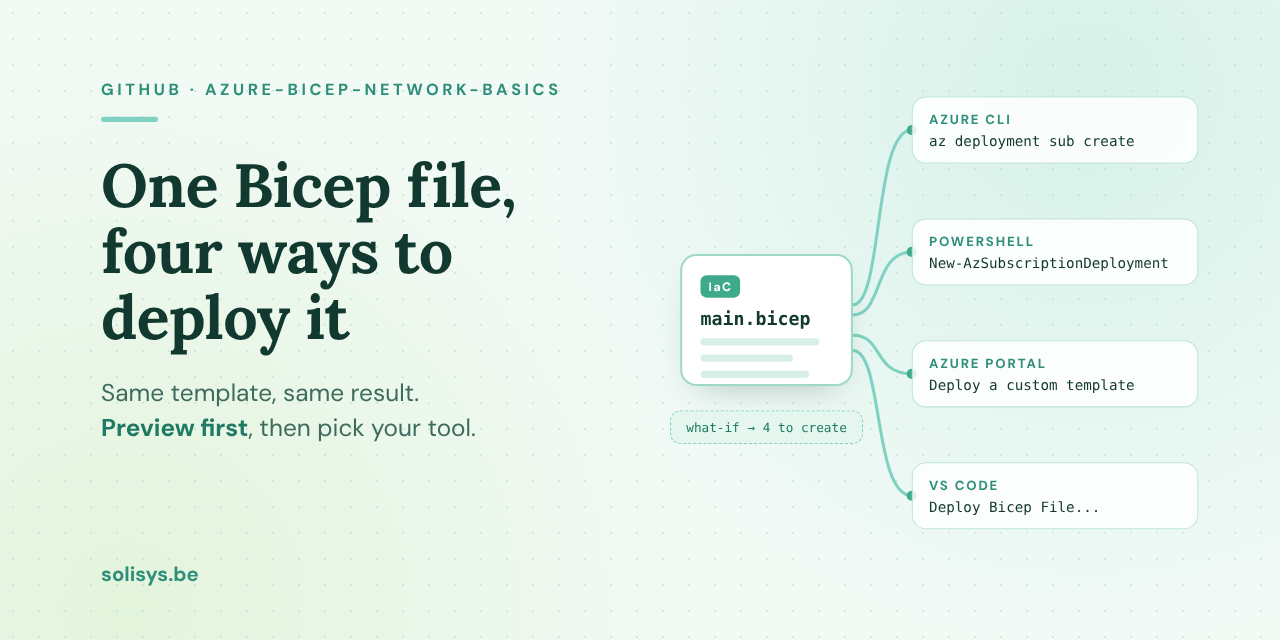 GITHUB · AZURE-BICEP-NETWORK-BASICS
One Bicep file,
four ways to
deploy it
Same template, same result.
Preview first, then pick your tool.
solisys.be
IaC
main.bicep
what-if → 4 to create
AZURE CLI
az deployment sub create
POWERSHELL
New-AzSubscriptionDeployment
AZURE PORTAL
Deploy a custom template
VS CODE
Deploy Bicep File...